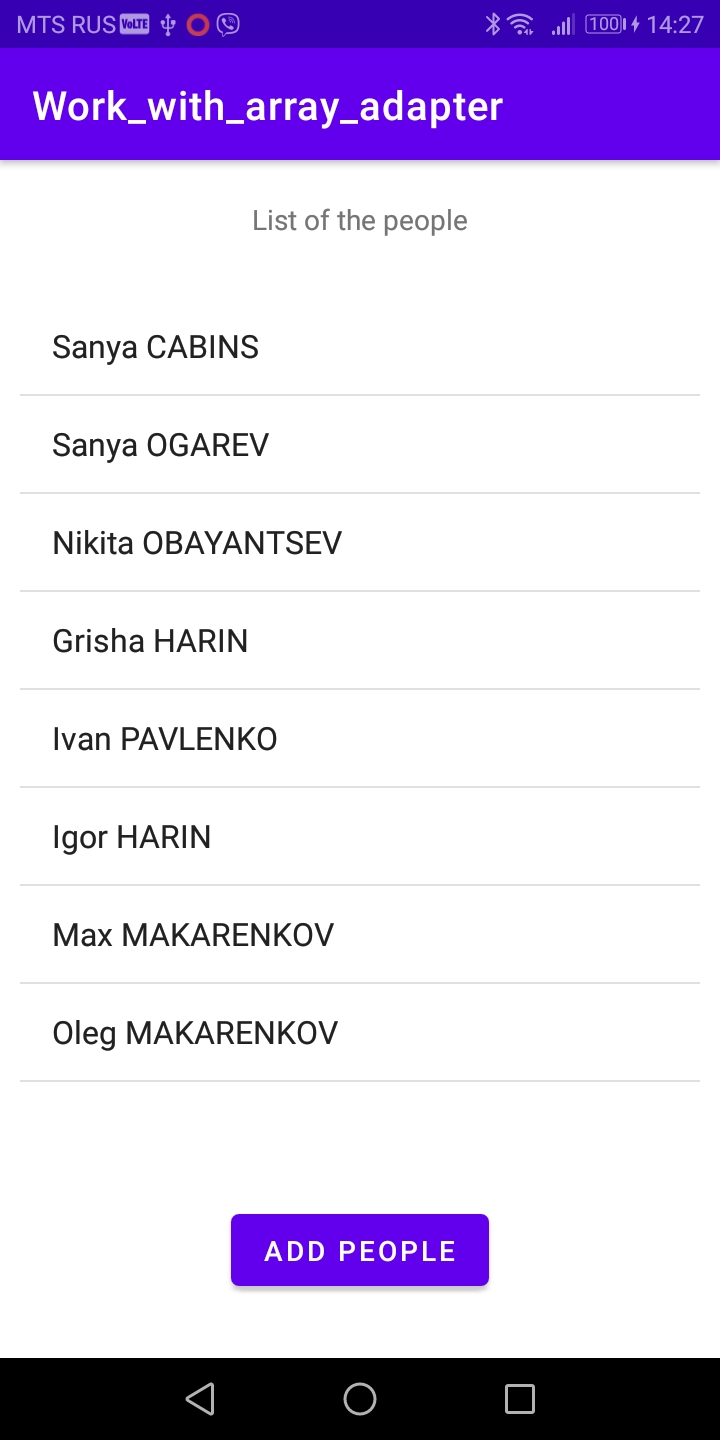 MTS RUS VoLTE 100 14:27
Work_with_array_adapter
List of the people
Sanya CABINS
Sanya OGAREV
Nikita OBAYANTSEV
Grisha HARIN
Ivan PAVLENKO
Igor HARIN
Max MAKARENKOV
Oleg MAKARENKOV
ADD PEOPLE